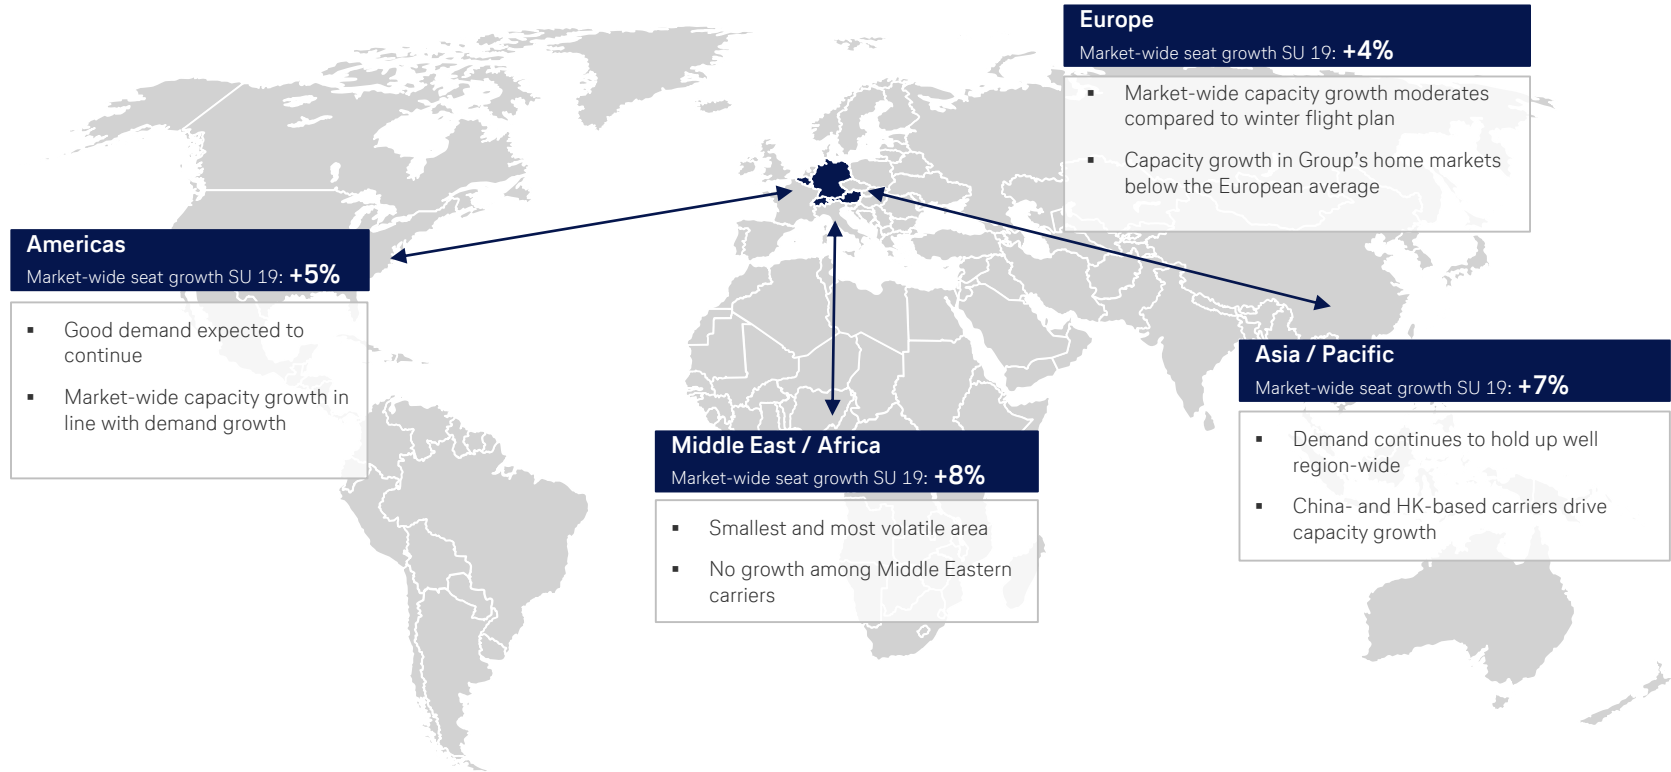 Europe
Market-wide seat growth SU 19: +4%
▪ Market-wide capacity growth moderates
compared to winter flight plan
▪ Capacity growth in Group's home markets
below the European average
Americas
Market-wide seat growth SU 19: +5%
▪ Good demand expected to
continue
▪ Market-wide capacity growth in
line with demand growth
Middle East / Africa
Market-wide seat growth SU 19: +8%
▪ Smallest and most volatile area
▪ No growth among Middle Eastern
carriers
Asia / Pacific
Market-wide seat growth SU 19: +7%
▪ Demand continues to hold up well
region-wide
▪ China- and HK-based carriers drive
capacity growth